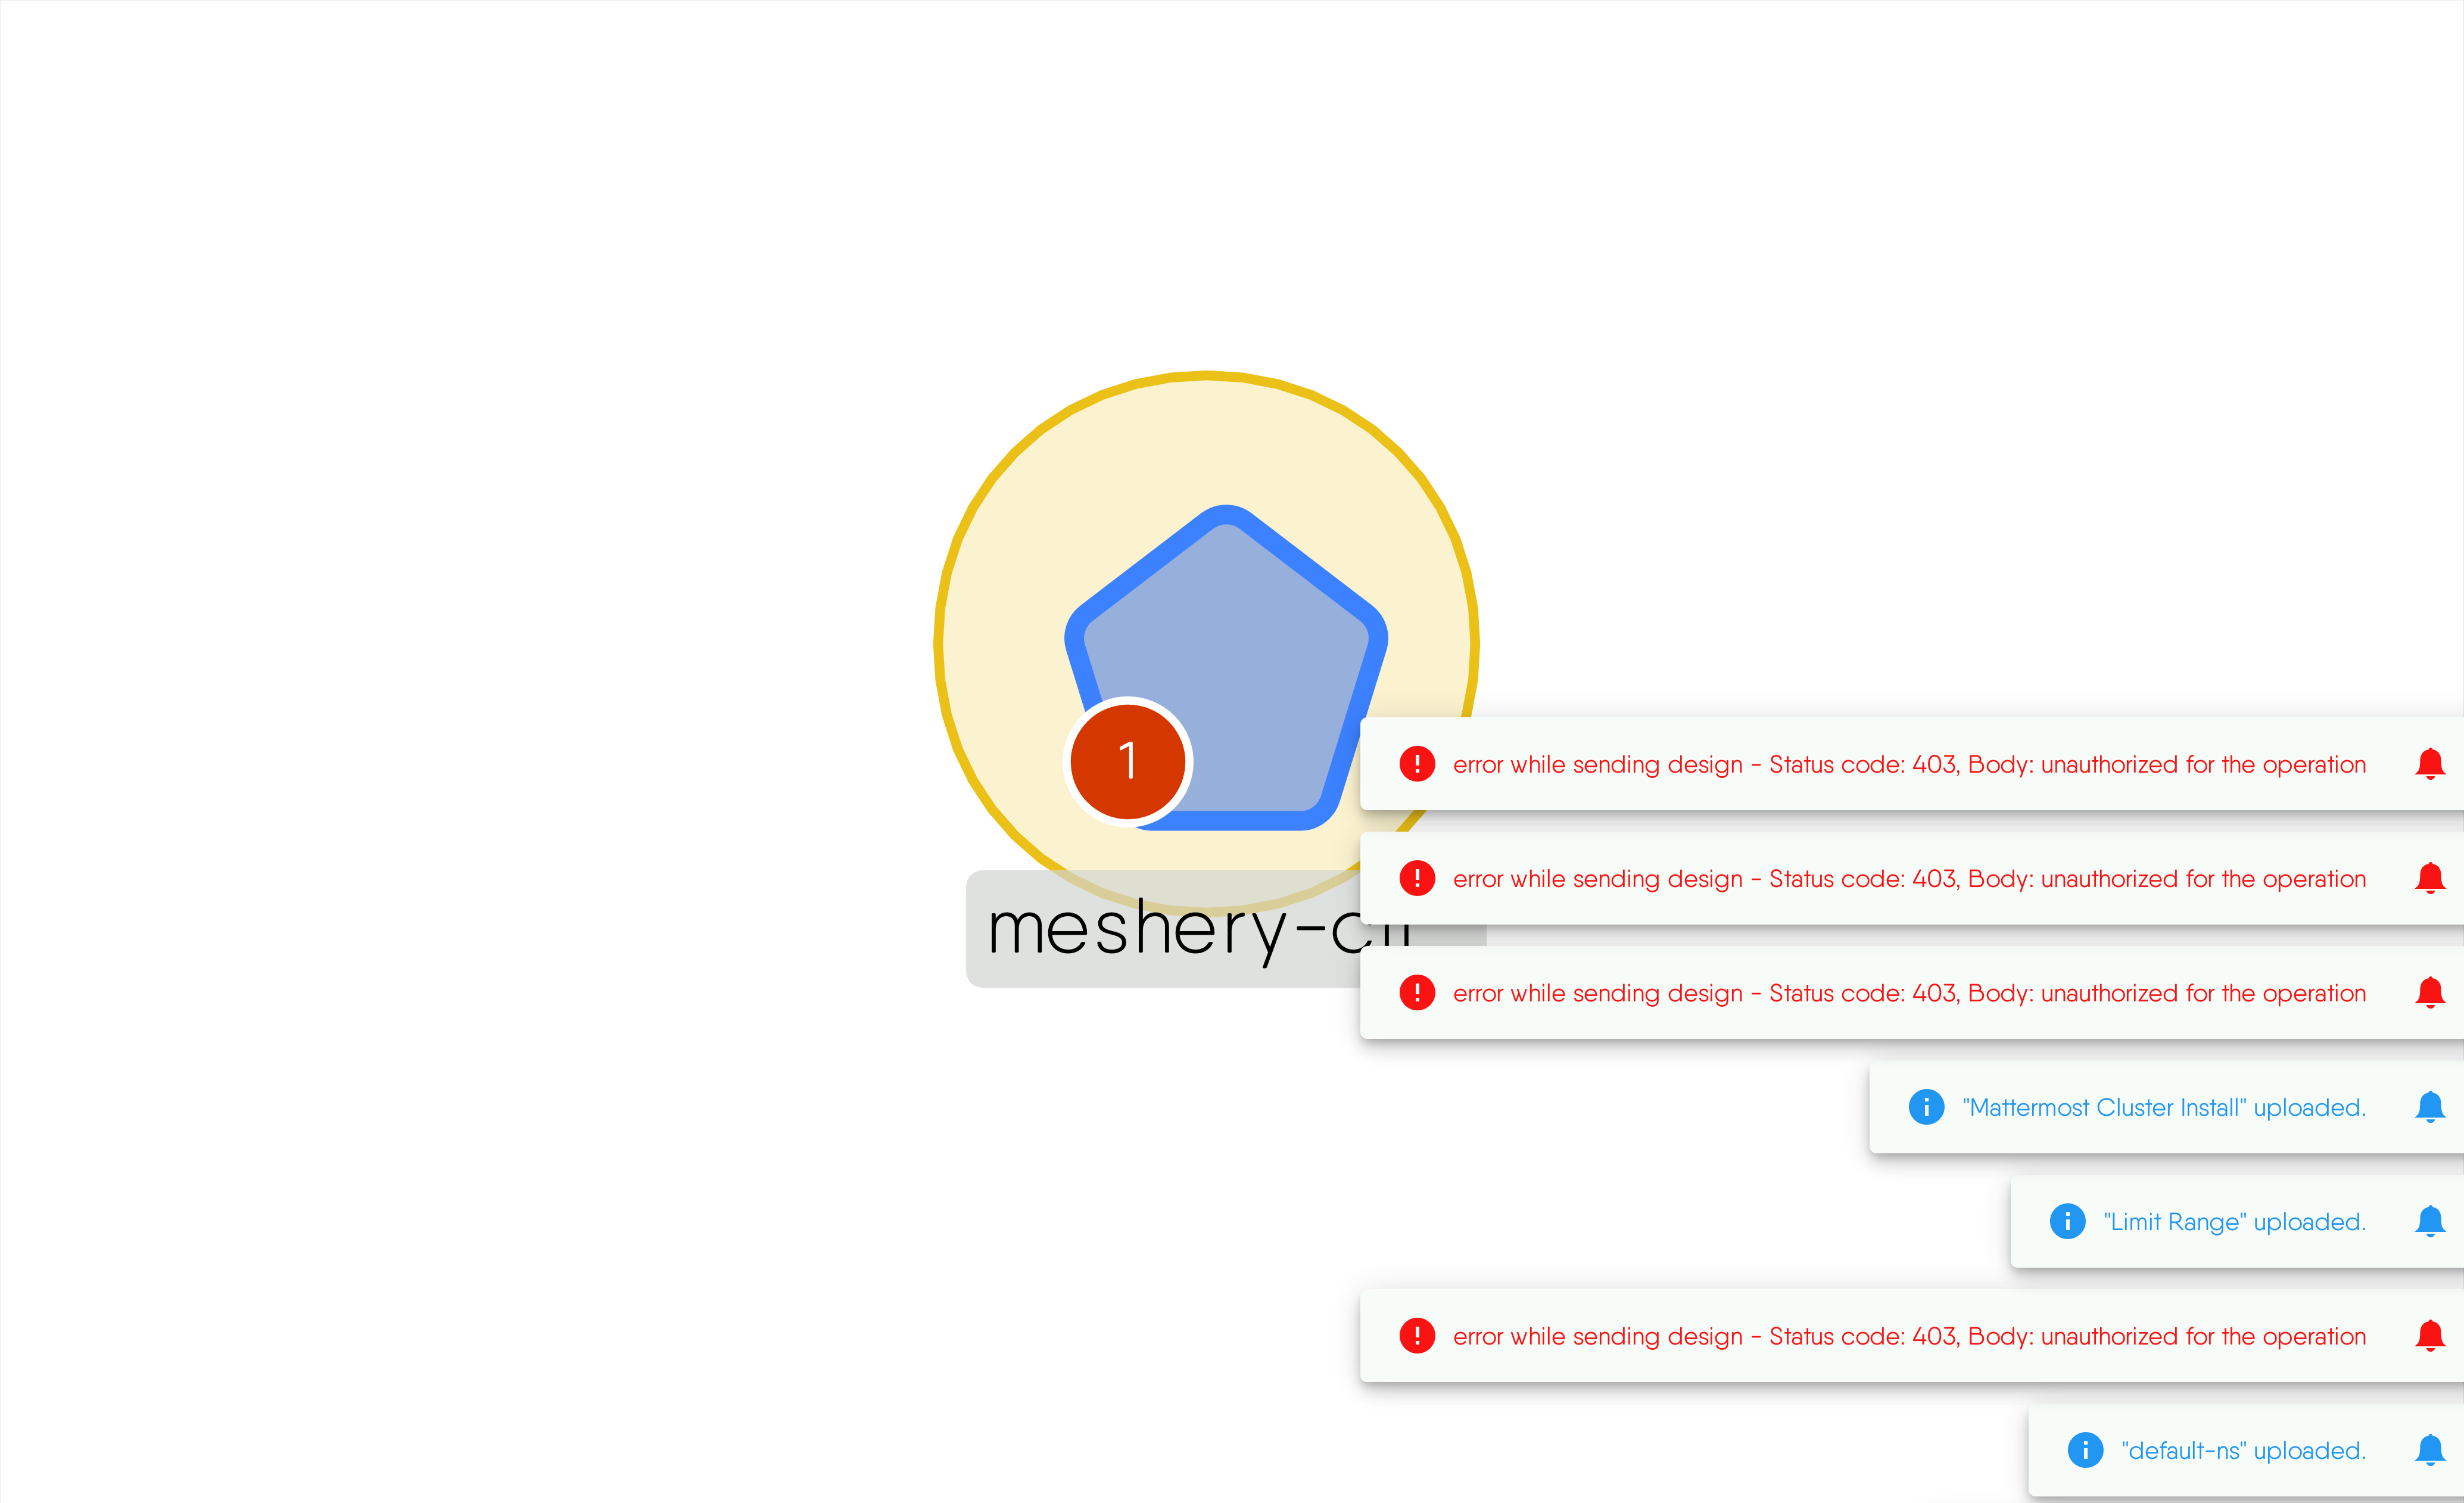 1
error while sending design - Status code: 403, Body: unauthorized for the operation
error while sending design - Status code: 403, Body: unauthorized for the operation
meshery-
error while sending design - Status code: 403, Body: unauthorized for the operation
"Mattermost Cluster Install" uploaded.
"Limit Range" uploaded.
error while sending design - Status code: 403, Body: unauthorized for the operation
"default-ns" uploaded.